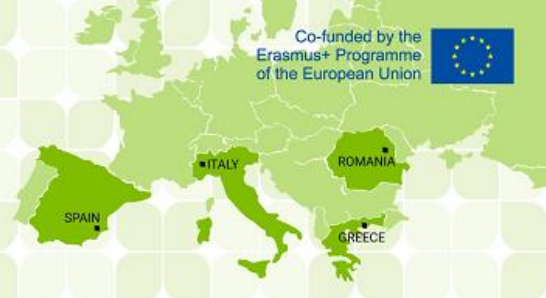 Co-funded by the
Erasmus+ Programme
of the European Union
ITALY
ROMANIA
SPAIN
GREECE